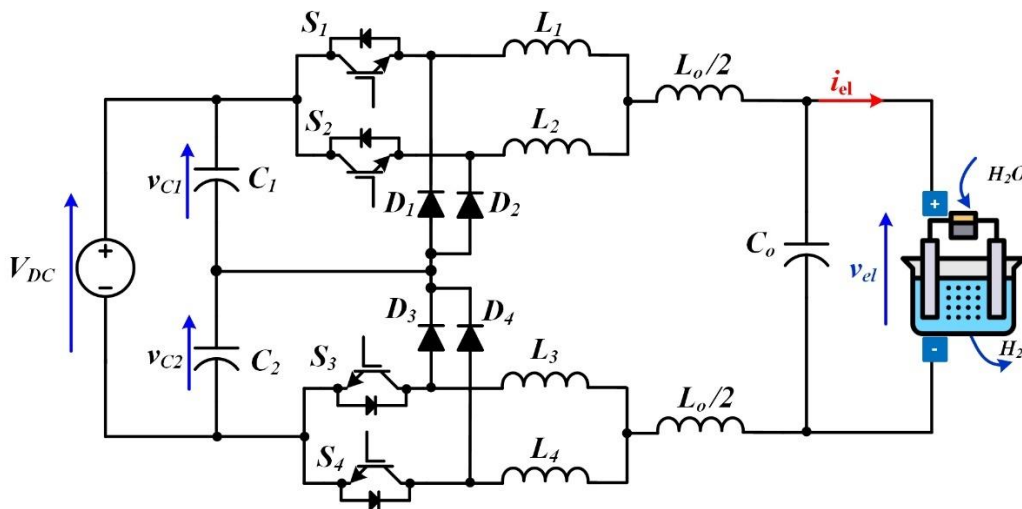 S1
L1
Lo/2
iel
S2
L2
vC1
C1
D1
D2
H2O
+
VDC
+
−
Co
vel
D3
D4
vC2
C2
S3
L3
-
H2
Lo/2
S4
L4